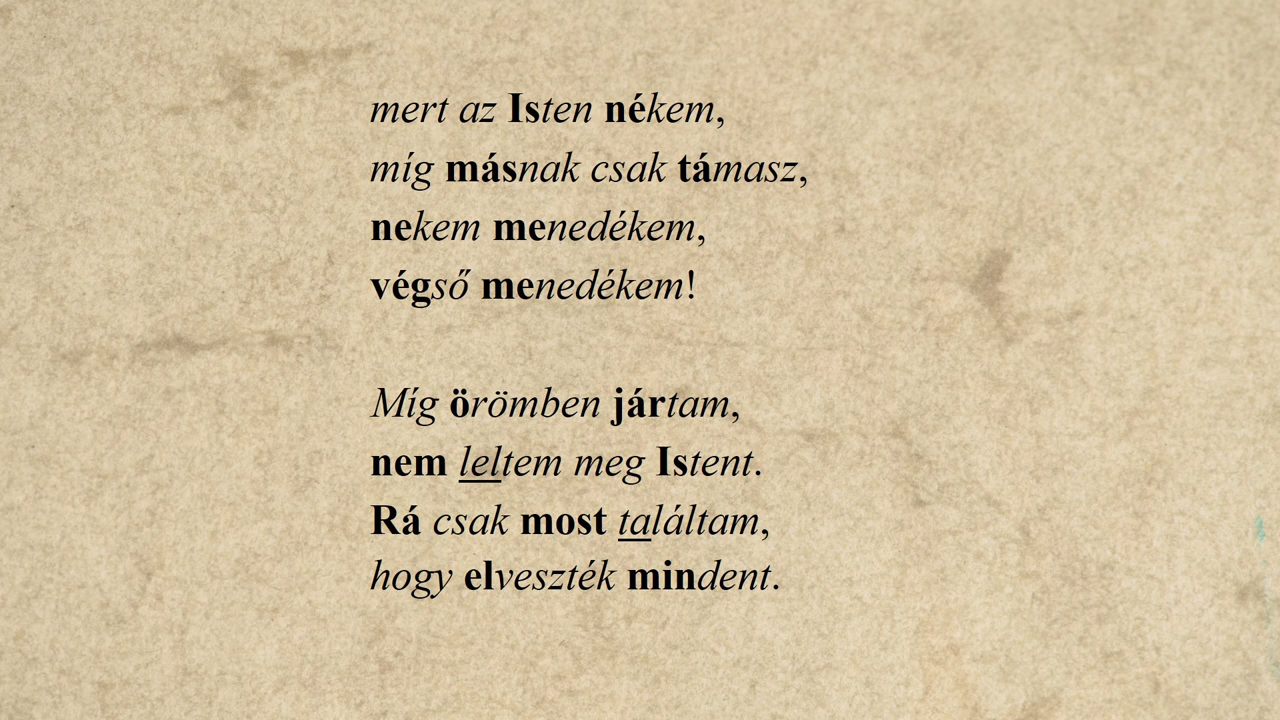 mert az Isten nékem,
míg másnak csak támasz,
nekem menedékem,
végső menedékem!
Míg örömben jártam,
nem leltem meg Istent.
Rá csak most találtam,
hogy elveszték mindent.